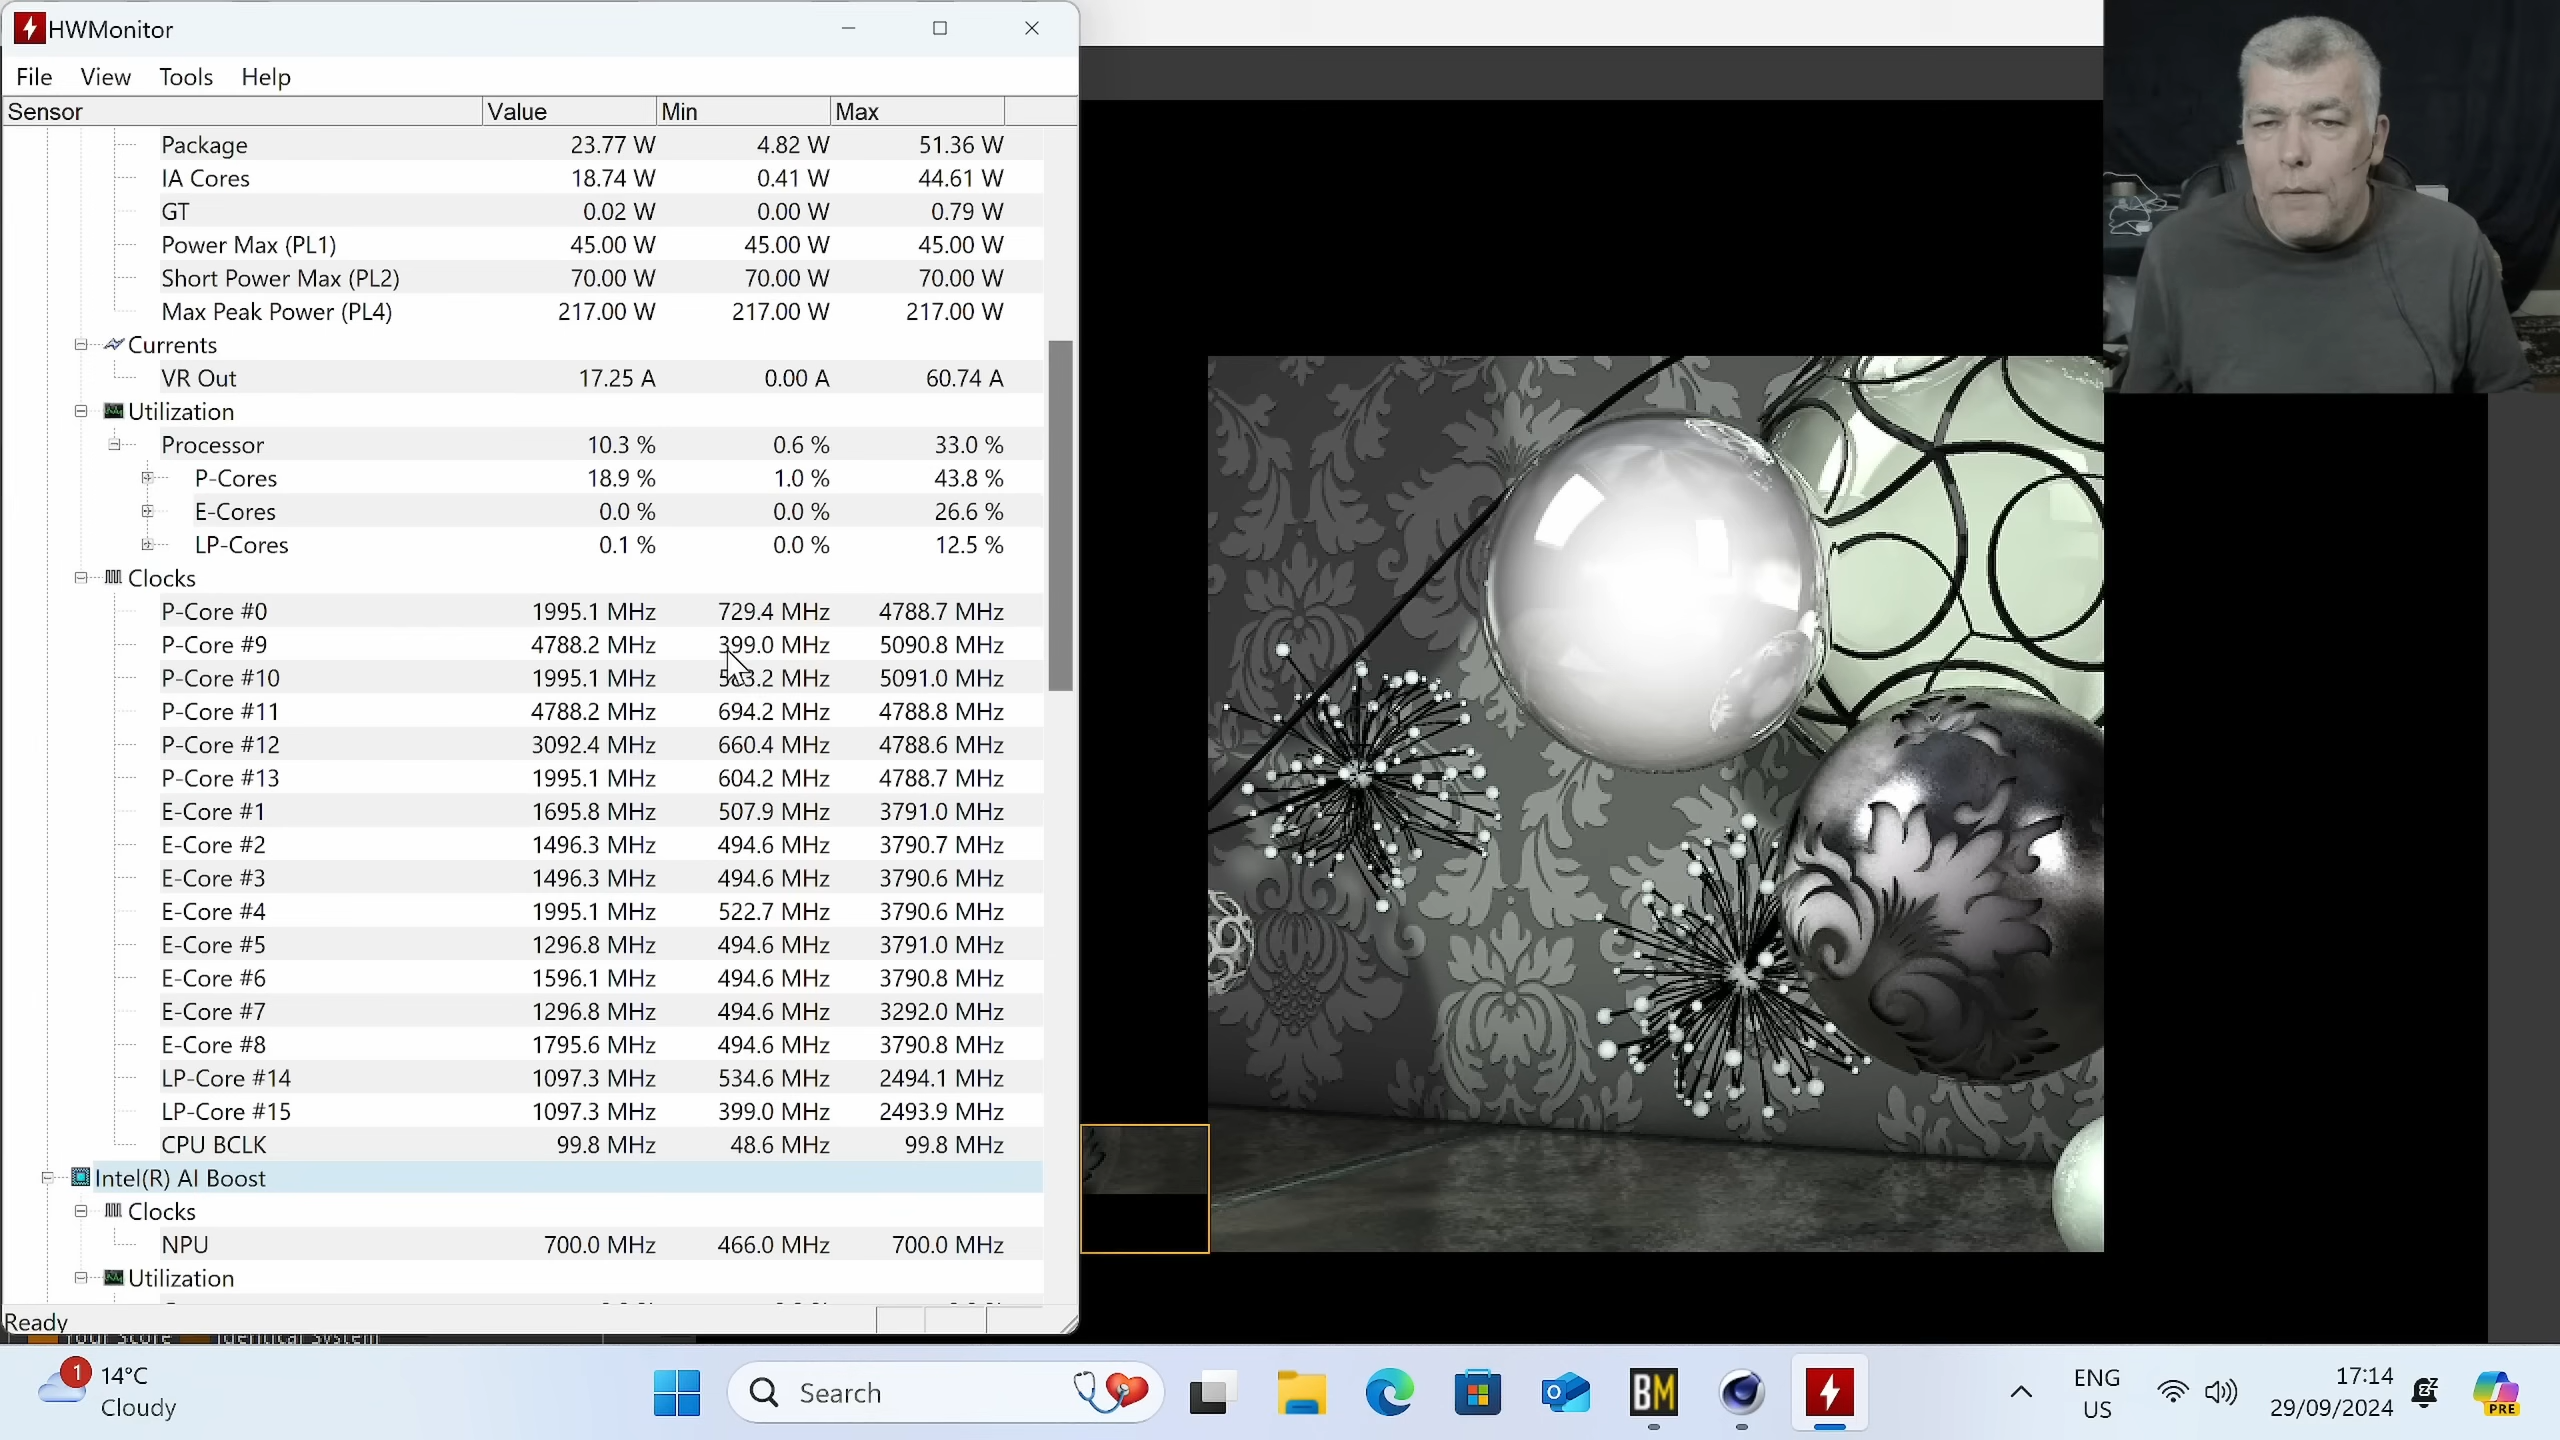 HWMonitor
File View Tools Help
Sensor Value Min Max
Package 23.77 W 4.82 W 51.36 W
IA Cores 18.74 W 0.41 W 44.61 W
GT 0.02 W 0.00 W 0.79 W
Power Max (PL1) 45.00 W 45.00 W 45.00 W
Short Power Max (PL2) 70.00 W 70.00 W 70.00 W
Max Peak Power (PL4) 217.00 W 217.00 W 217.00 W
Currents
VR Out 17.25 A 0.00 A 60.74 A
Utilization
Processor 10.3 % 0.6 % 33.0 %
P-Cores 18.9 % 1.0 % 43.8 %
E-Cores 0.0 % 0.0 % 26.6 %
LP-Cores 0.1 % 0.0 % 12.5 %
Clocks
P-Core #0 1995.1 MHz 729.4 MHz 4788.7 MHz
P-Core #9 4788.2 MHz 399.0 MHz 5090.8 MHz
P-Core #10 1995.1 MHz MHz 5091.0 MHz
P-Core #11 4788.2 MHz 694.2 MHz 4788.8 MHz
P-Core #12 3092.4 MHz 660.4 MHz 4788.6 MHz
P-Core #13 1995.1 MHz 604.2 MHz 4788.7 MHz
E-Core #1 1695.8 MHz 507.9 MHz 3791.0 MHz
E-Core #2 1496.3 MHz 494.6 MHz 3790.7 MHz
E-Core #3 1496.3 MHz 494.6 MHz 3790.6 MHz
E-Core #4 1995.1 MHz 522.7 MHz 3790.6 MHz
E-Core #5 1296.8 MHz 494.6 MHz 3791.0 MHz
E-Core #6 1596.1 MHz 494.6 MHz 3790.8 MHz
E-Core #7 1296.8 MHz 494.6 MHz 3292.0 MHz
E-Core #8 1795.6 MHz 494.6 MHz 3790.8 MHz
LP-Core #14 1097.3 MHz 534.6 MHz 2494.1 MHz
LP-Core #15 1097.3 MHz 399.0 MHz 2493.9 MHz
CPU BCLK 99.8 MHz 48.6 MHz 99.8 MHz
Intel(R) AI Boost
Clocks
NPU 700.0 MHz 466.0 MHz 700.0 MHz
Utilization
Ready
Your Score Identical System
1
14°C
Cloudy
Search
BM
ENG
US
17:14
29/09/2024
PRE